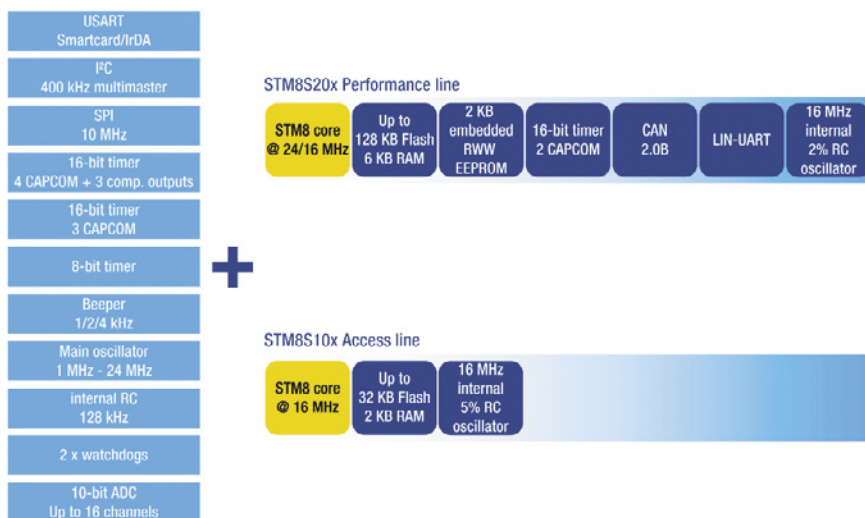 USART
Smartcard/IrDA
I²C
400 kHz multimaster
SPI
10 MHz
16-bit timer
4 CAPCOM + 3 comp. outputs
16-bit timer
3 CAPCOM
8-bit timer
Beeper
1/2/4 kHz
Main oscillator
1 MHz - 24 MHz
internal RC
128 kHz
2 x watchdogs
10-bit ADC
Up to 16 channels
+
STM8S20x Performance line
STM8 core
@ 24/16 MHz
Up to
128 KB Flash
6 KB RAM
2 KB
embedded
RWW
EEPROM
16-bit timer
2 CAPCOM
CAN
2.0B
LIN-UART
16 MHz
internal
2% RC
oscillator
STM8S10x Access line
STM8 core
@ 16 MHz
Up to
32 KB Flash
2 KB RAM
16 MHz
internal
5% RC
oscillator